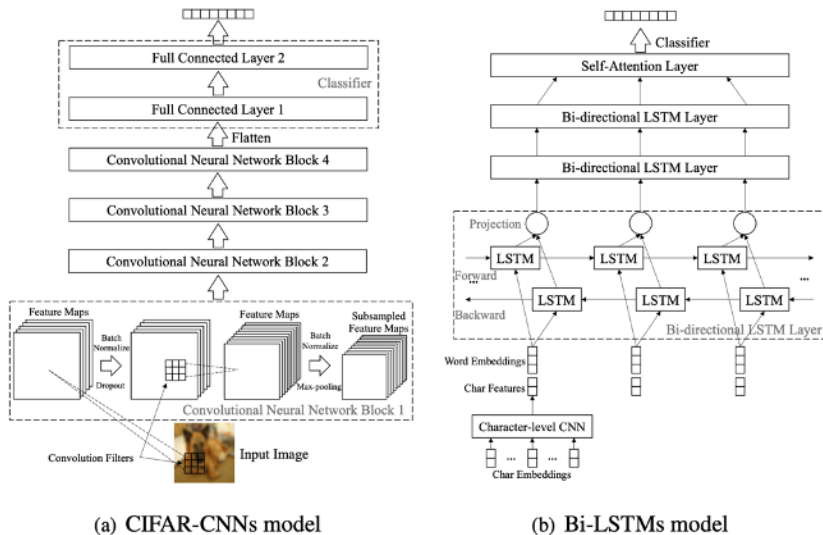 Full Connected Layer 2
Classifier
Full Connected Layer 1
Flatten
Convolutional Neural Network Block 4
Convolutional Neural Network Block 3
Convolutional Neural Network Block 2
Feature Maps
Batch
Normalize
Dropout
Feature Maps
Batch
Normalize
Max-pooling
Subsampled
Feature Maps
Convolutional Neural Network Block 1
Convolution Filters
Input Image
(a) CIFAR-CNNs model
Classifier
Self-Attention Layer
Bi-directional LSTM Layer
Bi-directional LSTM Layer
Projection
LSTM LSTM LSTM
Forward
... ...
LSTM LSTM LSTM
Backward
Bi-directional LSTM Layer
Word Embeddings
Char Features
Character-level CNN
... ...
Char Embeddings
(b) Bi-LSTMs model